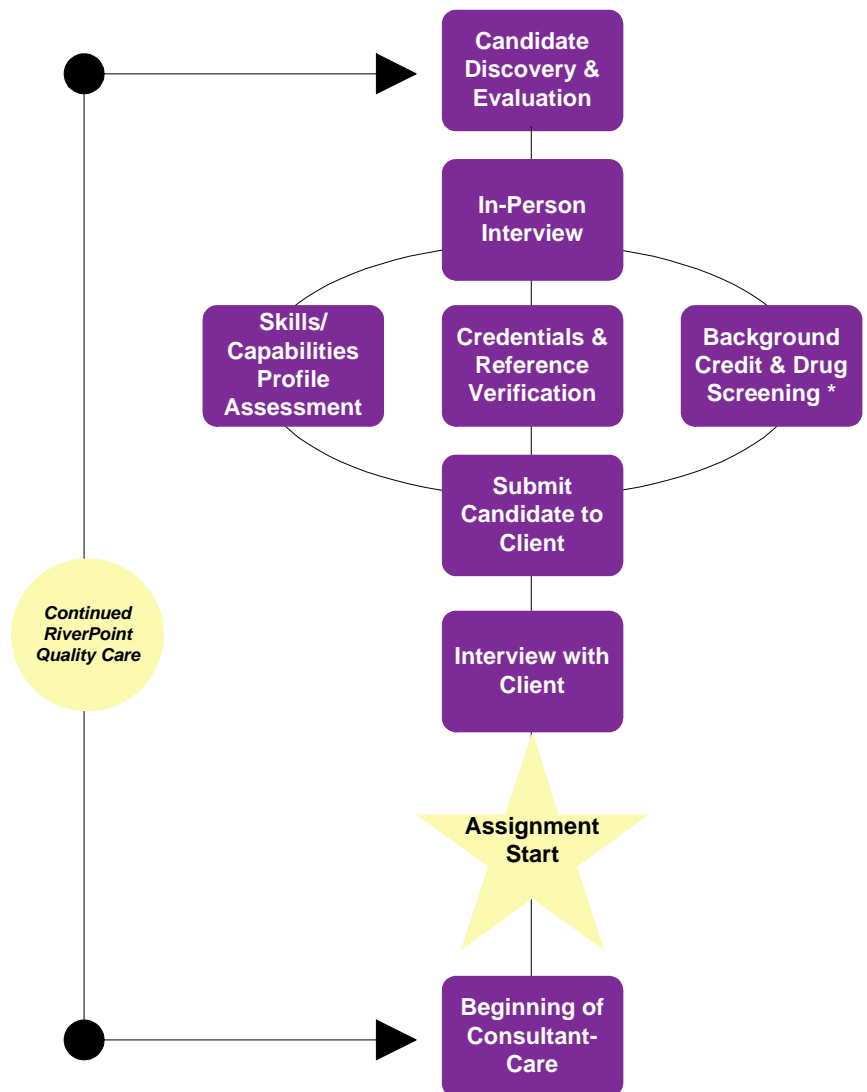 Candidate
Discovery &
Evaluation
In-Person
Interview
Skills/
Capabilities
Profile
Assessment
Credentials &
Reference
Verification
Background
Credit & Drug
Screening *
Submit
Candidate to
Client
Continued
RiverPoint
Quality Care
Interview with
Client
Assignment
Start
Beginning of
Consultant-
Care